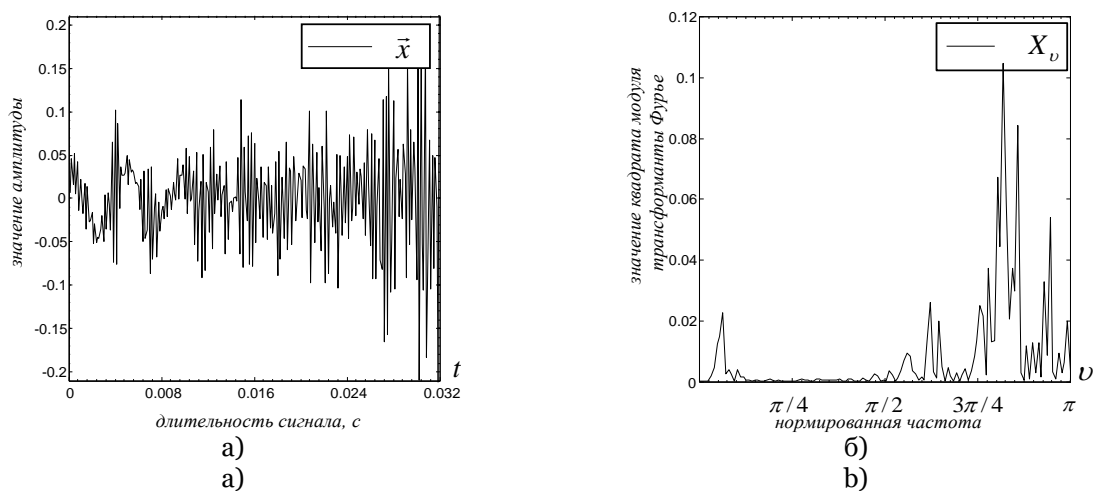 значение амплитуды
0.2
0.15
0.1
0.05
0
-0.05
-0.1
-0.15
-0.2
x⃗
0
0.008
0.016
0.024
0.032
t
длительность сигнала, с
а)
a)
значение квадрата модуля
трансформанты Фурье
0.12
0.1
0.08
0.06
0.04
0.02
0
X_υ
π / 4
π / 2
3π / 4
π
υ
нормированная частота
б)
b)